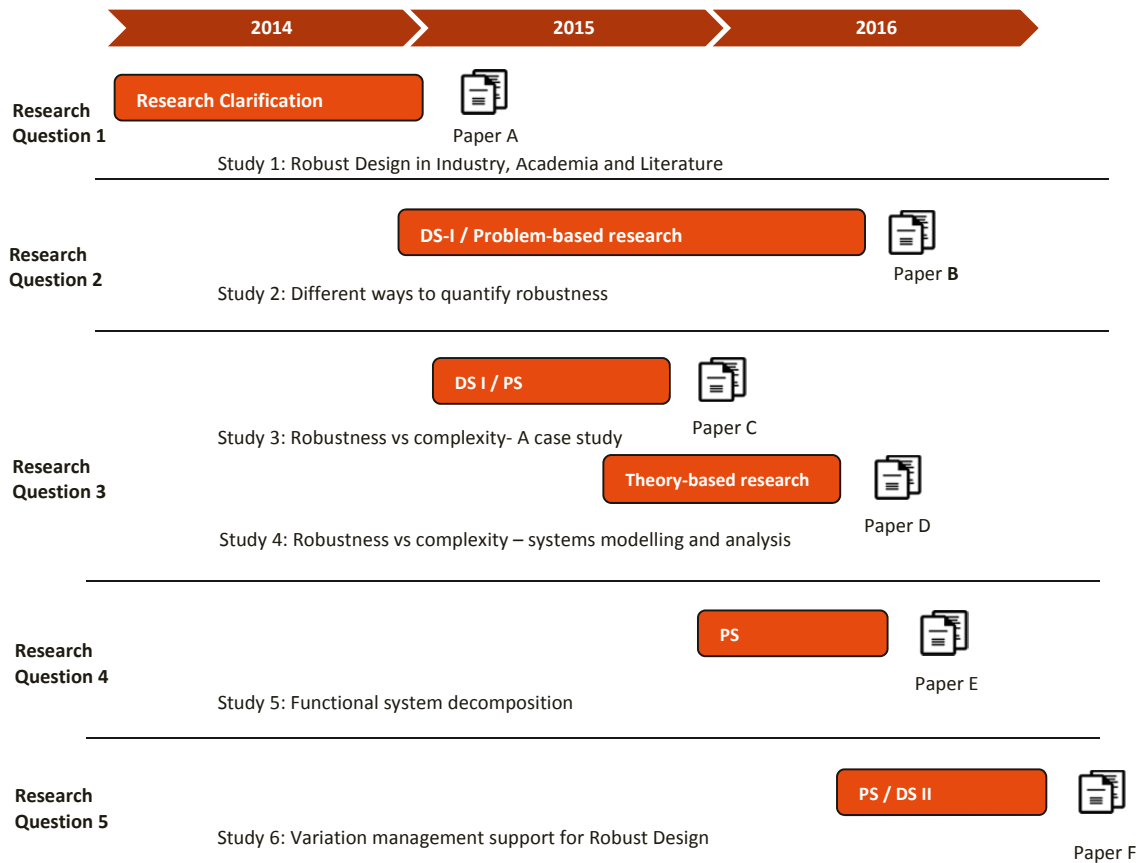 2014 2015 2016
Research Clarification
Research
Question 1
Paper A
Study 1: Robust Design in Industry, Academia and Literature
DS-I / Problem-based research
Research
Question 2
Paper B
Study 2: Different ways to quantify robustness
DS I / PS
Paper C
Study 3: Robustness vs complexity- A case study
Research
Question 3
Theory-based research
Paper D
Study 4: Robustness vs complexity – systems modelling and analysis
PS
Research
Question 4
Paper E
Study 5: Functional system decomposition
PS / DS II
Research
Question 5
Study 6: Variation management support for Robust Design
Paper F